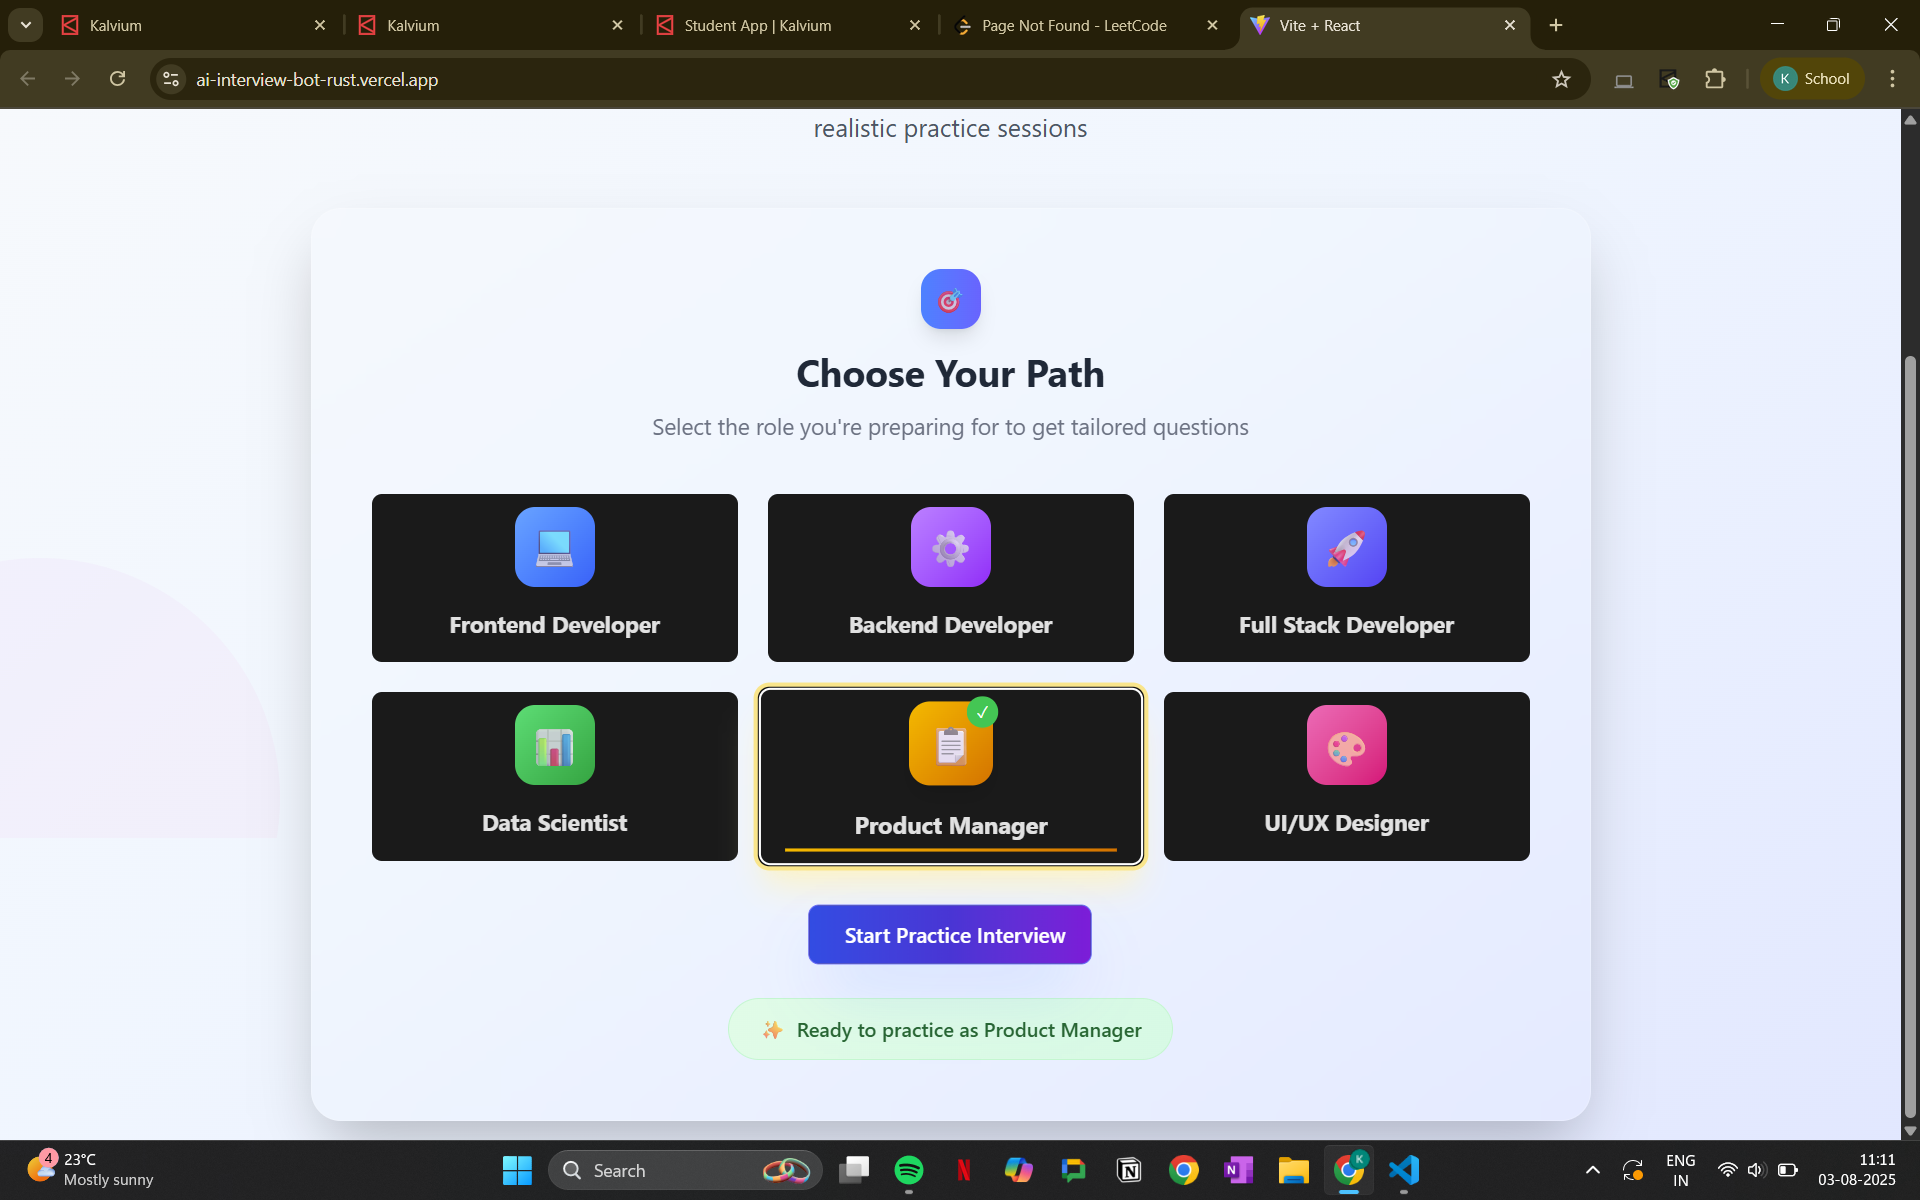 Kalvium
Kalvium
Student App | Kalvium
Page Not Found - LeetCode
Vite + React
ai-interview-bot-rust.vercel.app
K School
realistic practice sessions
Choose Your Path
Select the role you're preparing for to get tailored questions
Frontend Developer
Backend Developer
Full Stack Developer
Data Scientist
Product Manager
UI/UX Designer
Start Practice Interview
Ready to practice as Product Manager
4
23°C
Mostly sunny
Search
N
N
N
K
ENG
IN
11:11
03-08-2025